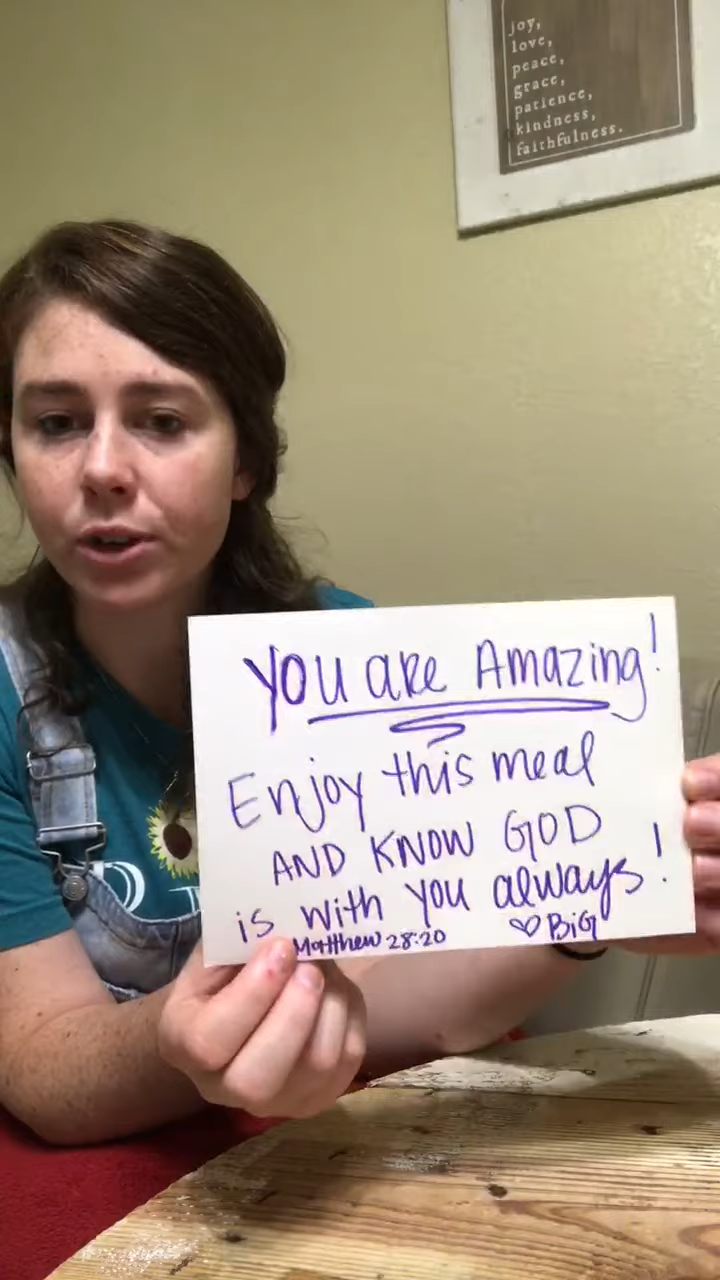 joy,
love,
peace,
grace,
patience,
kindness,
faithfulness.
YOU aRe Amazing!
Enjoy this meal
AND KNOW GOD
is with you always!
Matthew 28:20 ♡ BiG